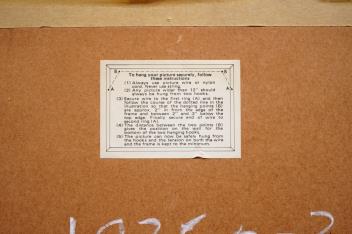 B B
To hang your picture securely, follow
these instructions
A A
(1) Always use picture wire or nylon
cord. Never use string.
(2) Any picture wider than 12" should
always be hung from two hooks.
(3) Secure wire to the first ring (A) and then
follow the course of the dotted line in the
illustration so that the hanging points (B)
are approx. 2" in from the edge of the
frame and between 2" and 3" below the
top edge. Finally secure end of wire to
second ring (A).
(4) The distance between the two points (B)
gives the position on the wall for the
bottom of the two hanging hooks.
(5) The picture can now be safely hung from
the hooks and the tension on both the wire
and the frame is kept to the minimum.